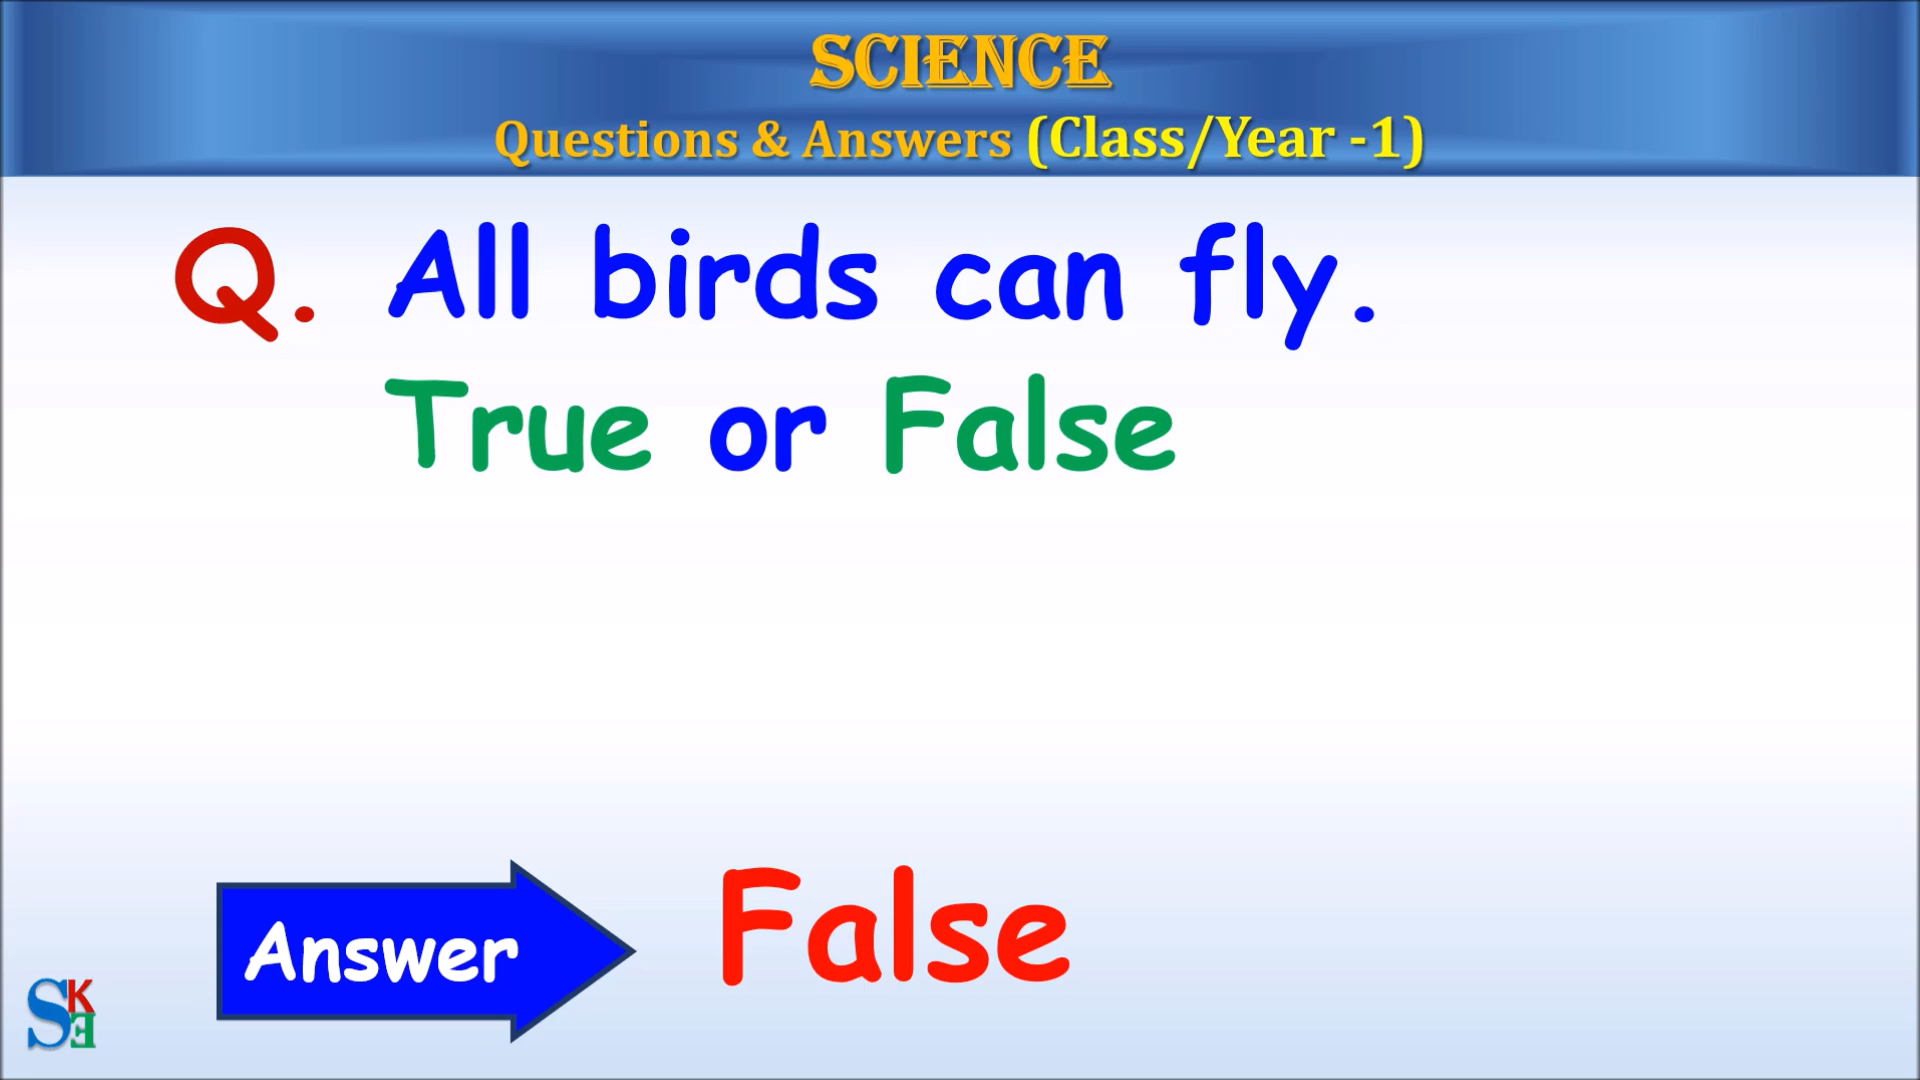 SCIENCE
Questions & Answers (Class/Year -1)
Q. All birds can fly.
True or False
Answer
False
SKE